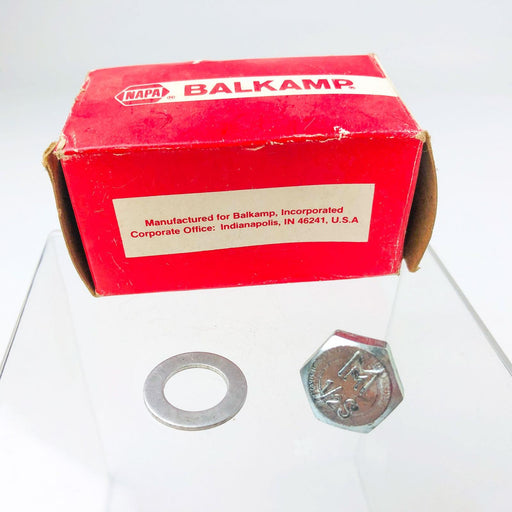 NAPA ® BALKAMP®
Manufactured for Balkamp, Incorporated
Corporate Office: Indianapolis, IN 46241, U.S.A